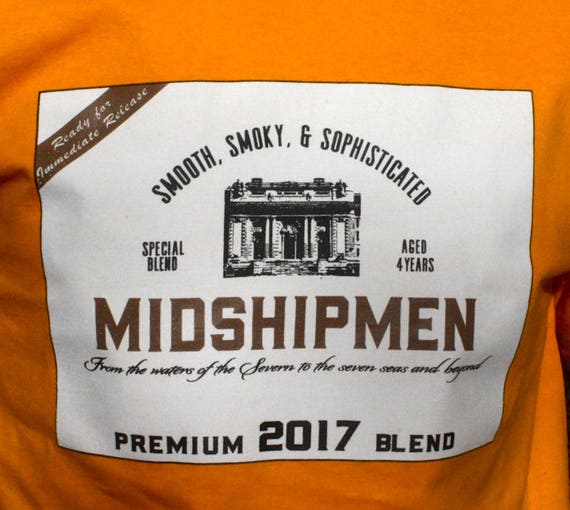 Ready for
Immediate Release
SMOOTH, SMOKY, & SOPHISTICATED
SPECIAL
BLEND
AGED
4 YEARS
MIDSHIPMEN
From the waters of the Severn to the seven seas and beyond
PREMIUM 2017 BLEND